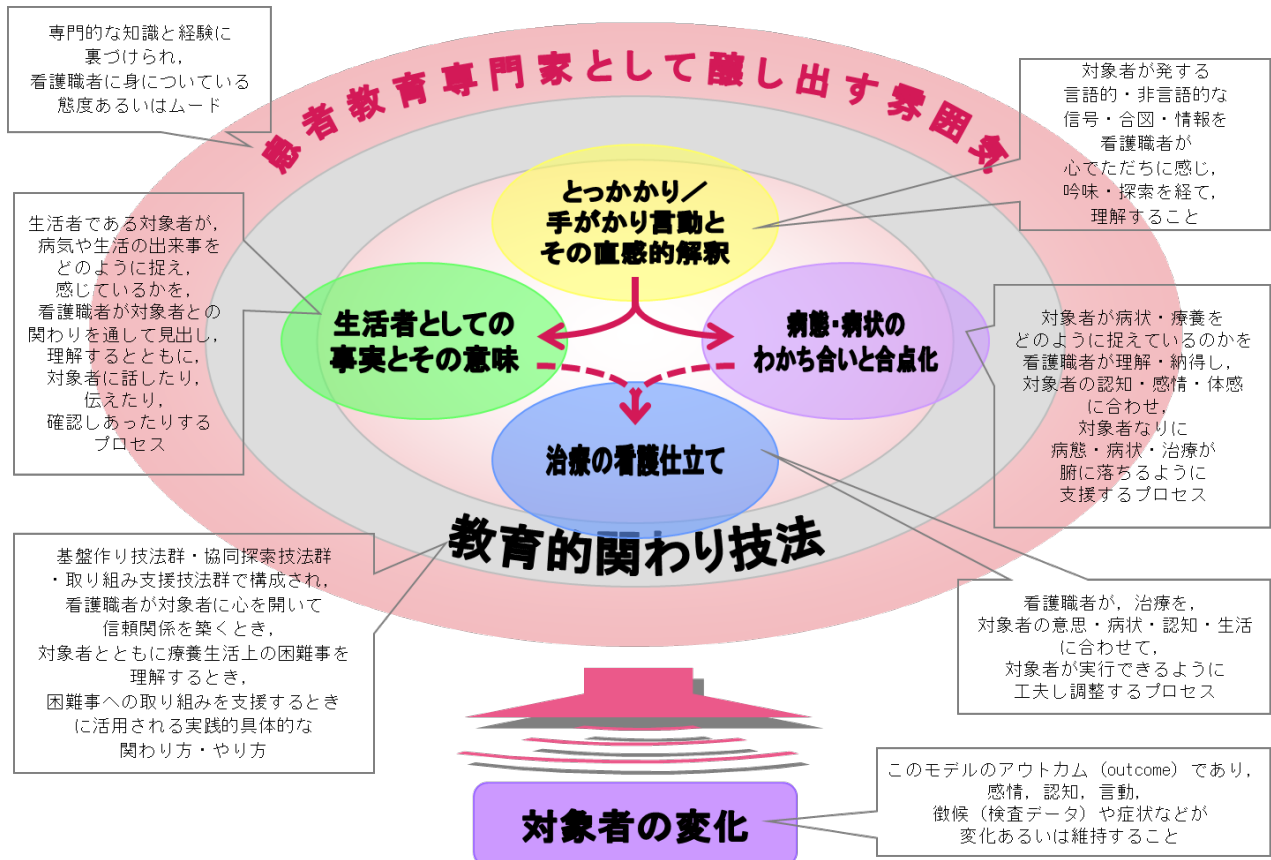 専門的な知識と経験に
裏づけられ，
看護職者に身についている
態度あるいはムード
患者教育専門家として醸し出す雰囲気
対象者が発する
言語的・非言語的な
信号・合図・情報を
看護職者が
心でただちに感じ，
吟味・探索を経て，
理解すること
とっかかり／
手がかり言動と
その直感的解釈
生活者である対象者が，
病気や生活の出来事を
どのように捉え，
感じているかを，
看護職者が対象者との
関わりを通して見出し，
理解するとともに，
対象者に話したり，
伝えたり，
確認しあったりする
プロセス
生活者としての
事実とその意味
病態・病状の
わかち合いと合点化
対象者が病状・療養を
どのように捉えているのかを
看護職者が理解・納得し，
対象者の認知・感情・体感
に合わせ，
対象者なりに
病態・病状・治療が
腑に落ちるように
支援するプロセス
治療の看護仕立て
教育的関わり技法
基盤作り技法群・協同探索技法群
・取り組み支援技法群で構成され，
看護職者が対象者に心を開いて
信頼関係を築くとき，
対象者とともに療養生活上の困難事を
理解するとき，
困難事への取り組みを支援するとき
に活用される実践的具体的な
関わり方・やり方
看護職者が，治療を，
対象者の意思・病状・認知・生活
に合わせて，
対象者が実行できるように
工夫し調整するプロセス
対象者の変化
このモデルのアウトカム（outcome）であり，
感情，認知，言動，
徴候（検査データ）や症状などが
変化あるいは維持すること